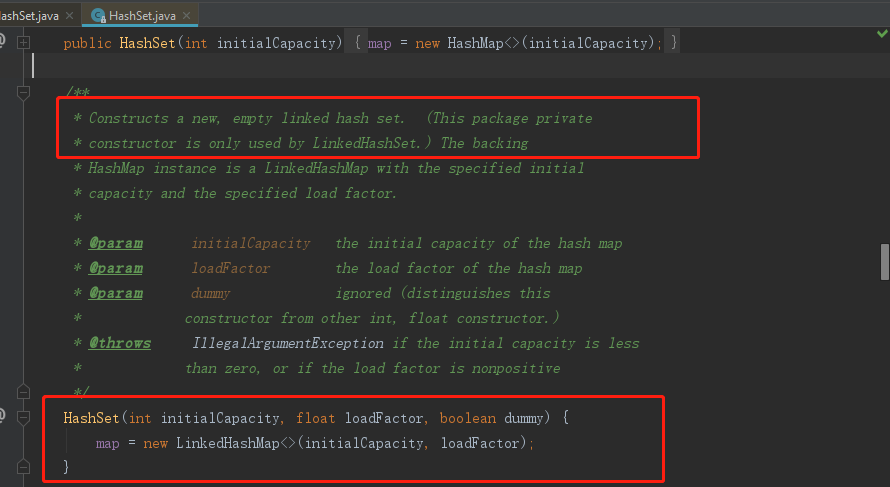 HashSet.java × HashSet.java ×
public HashSet(int initialCapacity) { map = new HashMap<>(initialCapacity); }
/**
* Constructs a new, empty linked hash set. (This package private
* constructor is only used by LinkedHashSet.) The backing
* HashMap instance is a LinkedHashMap with the specified initial
* capacity and the specified load factor.
*
* @param initialCapacity the initial capacity of the hash map
* @param loadFactor the load factor of the hash map
* @param dummy ignored (distinguishes this
* constructor from other int, float constructor.)
* @throws IllegalArgumentException if the initial capacity is less
* than zero, or if the load factor is nonpositive
*/
HashSet(int initialCapacity, float loadFactor, boolean dummy) {
map = new LinkedHashMap<>(initialCapacity, loadFactor);
}